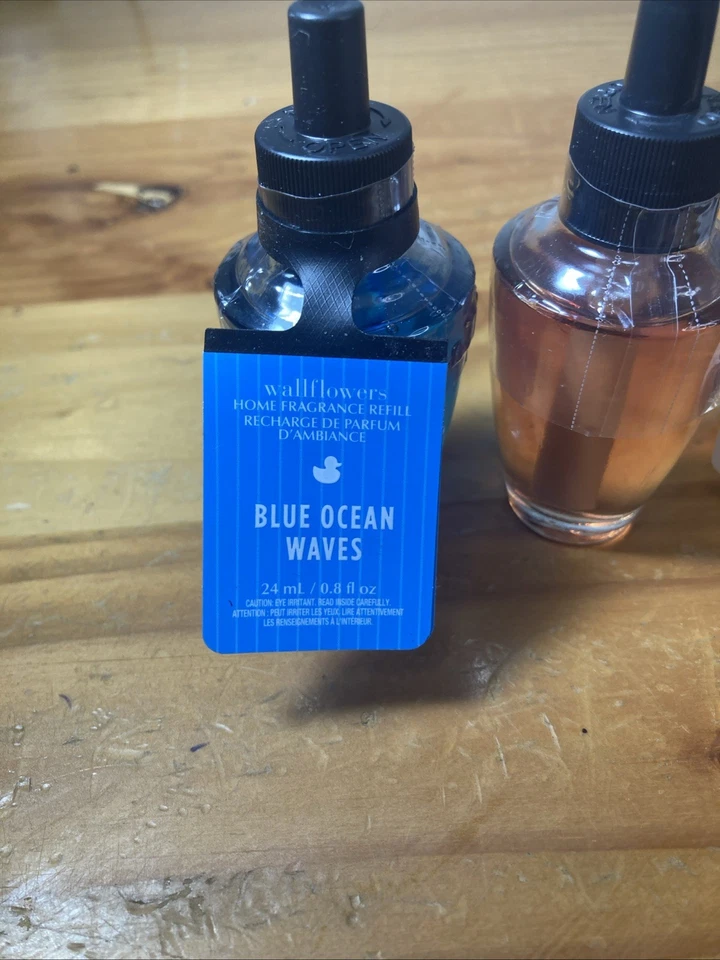 OPEN
wallflowers
HOME FRAGRANCE REFILL
RECHARGE DE PARFUM
D'AMBIANCE
BLUE OCEAN
WAVES
24 mL / 0.8 fl oz
CAUTION: EYE IRRITANT. READ INSIDE CAREFULLY.
ATTENTION : PEUT IRRITER LES YEUX. LIRE ATTENTIVEMENT
LES RENSEIGNEMENTS À L'INTÉRIEUR.